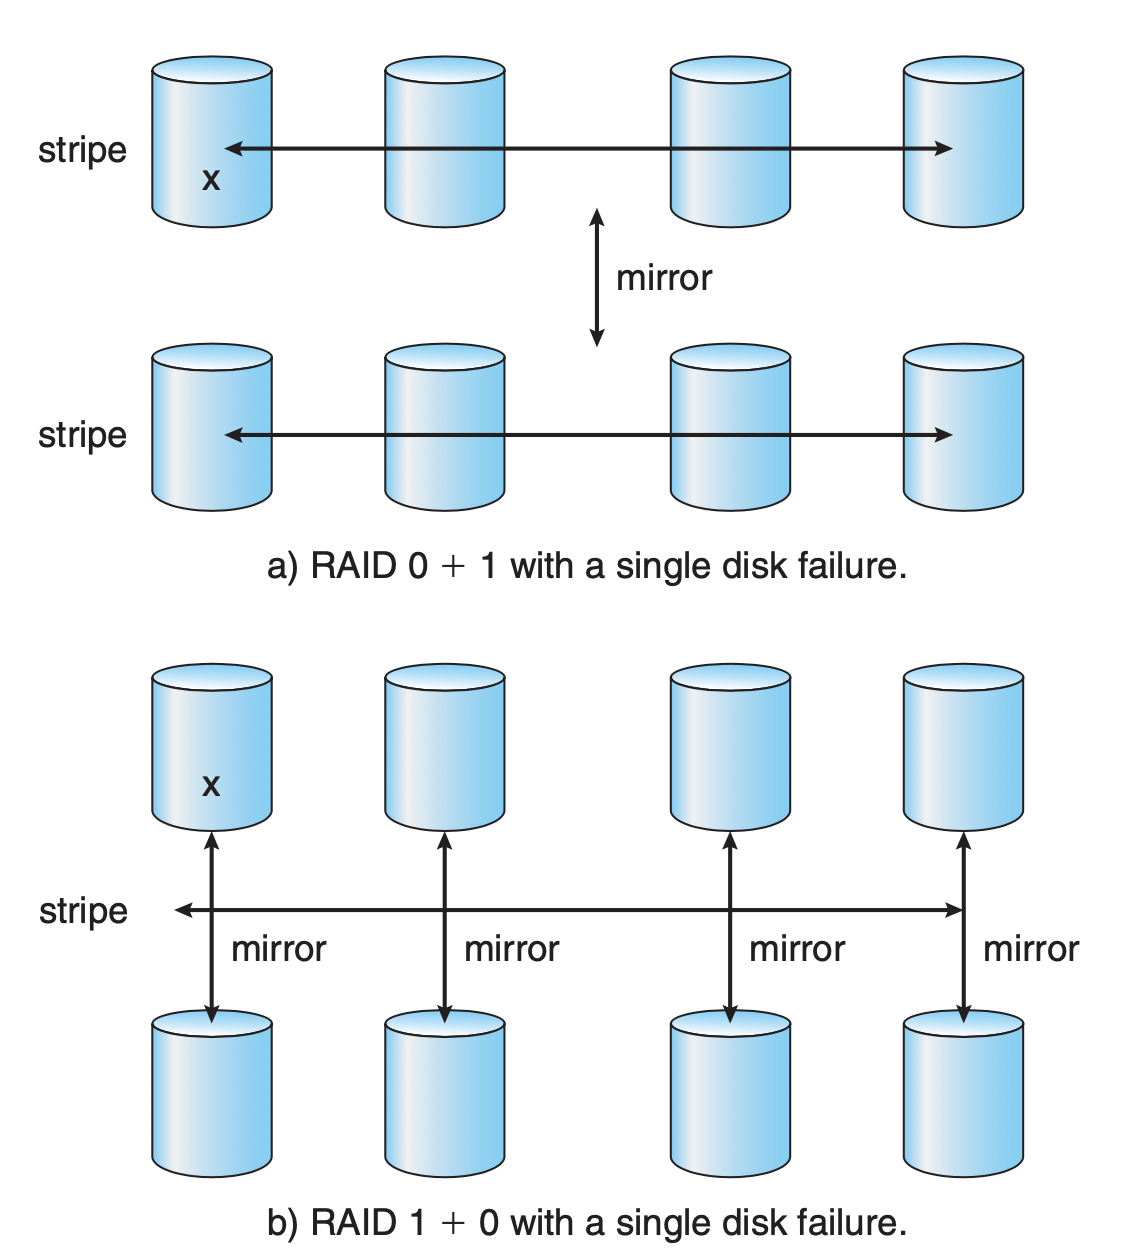 stripe
x
mirror
stripe
a) RAID 0 + 1 with a single disk failure.
x
stripe
mirror
mirror
mirror
mirror
b) RAID 1 + 0 with a single disk failure.